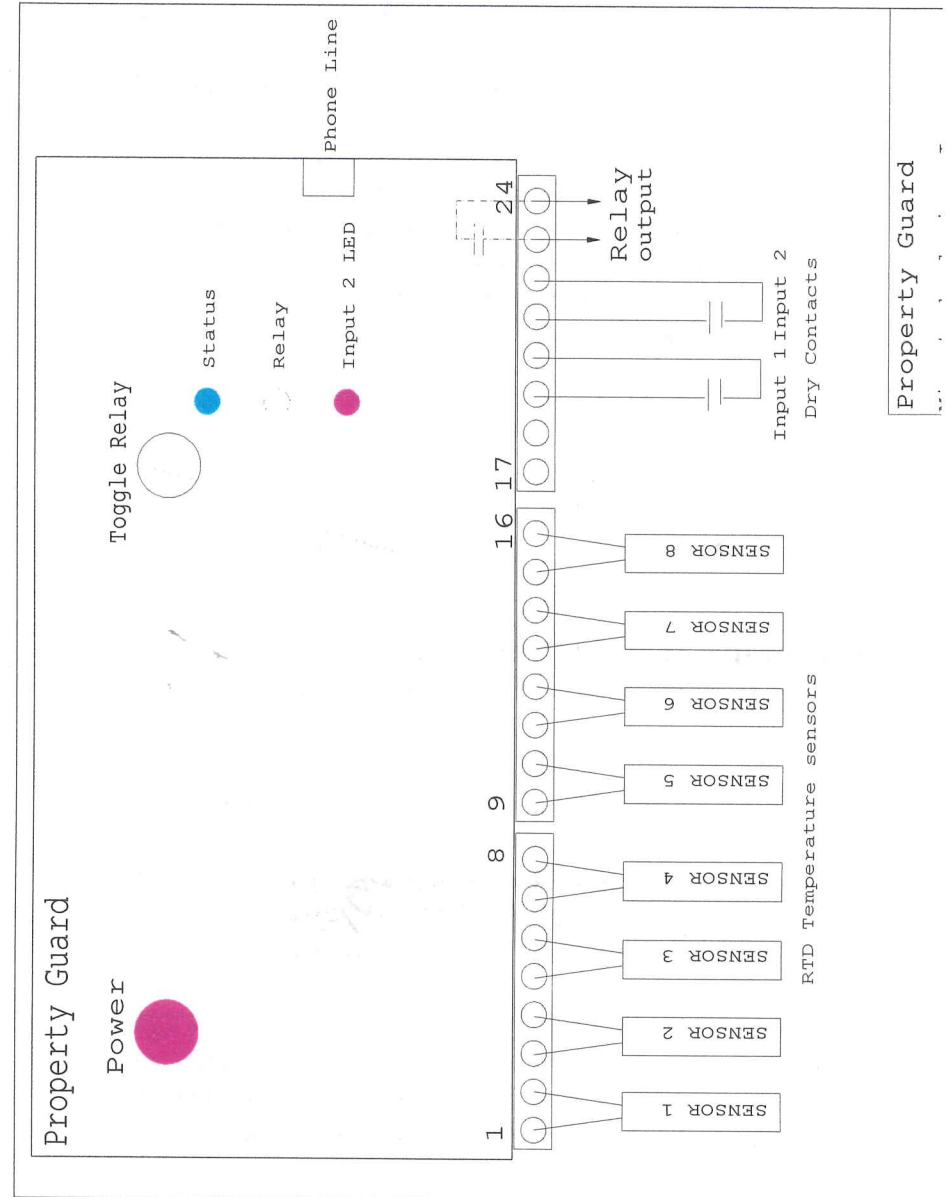 Property Guard
Power
Toggle Relay
Status
Relay
Input 2 LED
Phone Line
1
8
9
16
17
24
SENSOR 1
SENSOR 2
SENSOR 3
SENSOR 4
SENSOR 5
SENSOR 6
SENSOR 7
SENSOR 8
RTD Temperature sensors
Input 1 Input 2
Dry Contacts
Relay
output
Property Guard